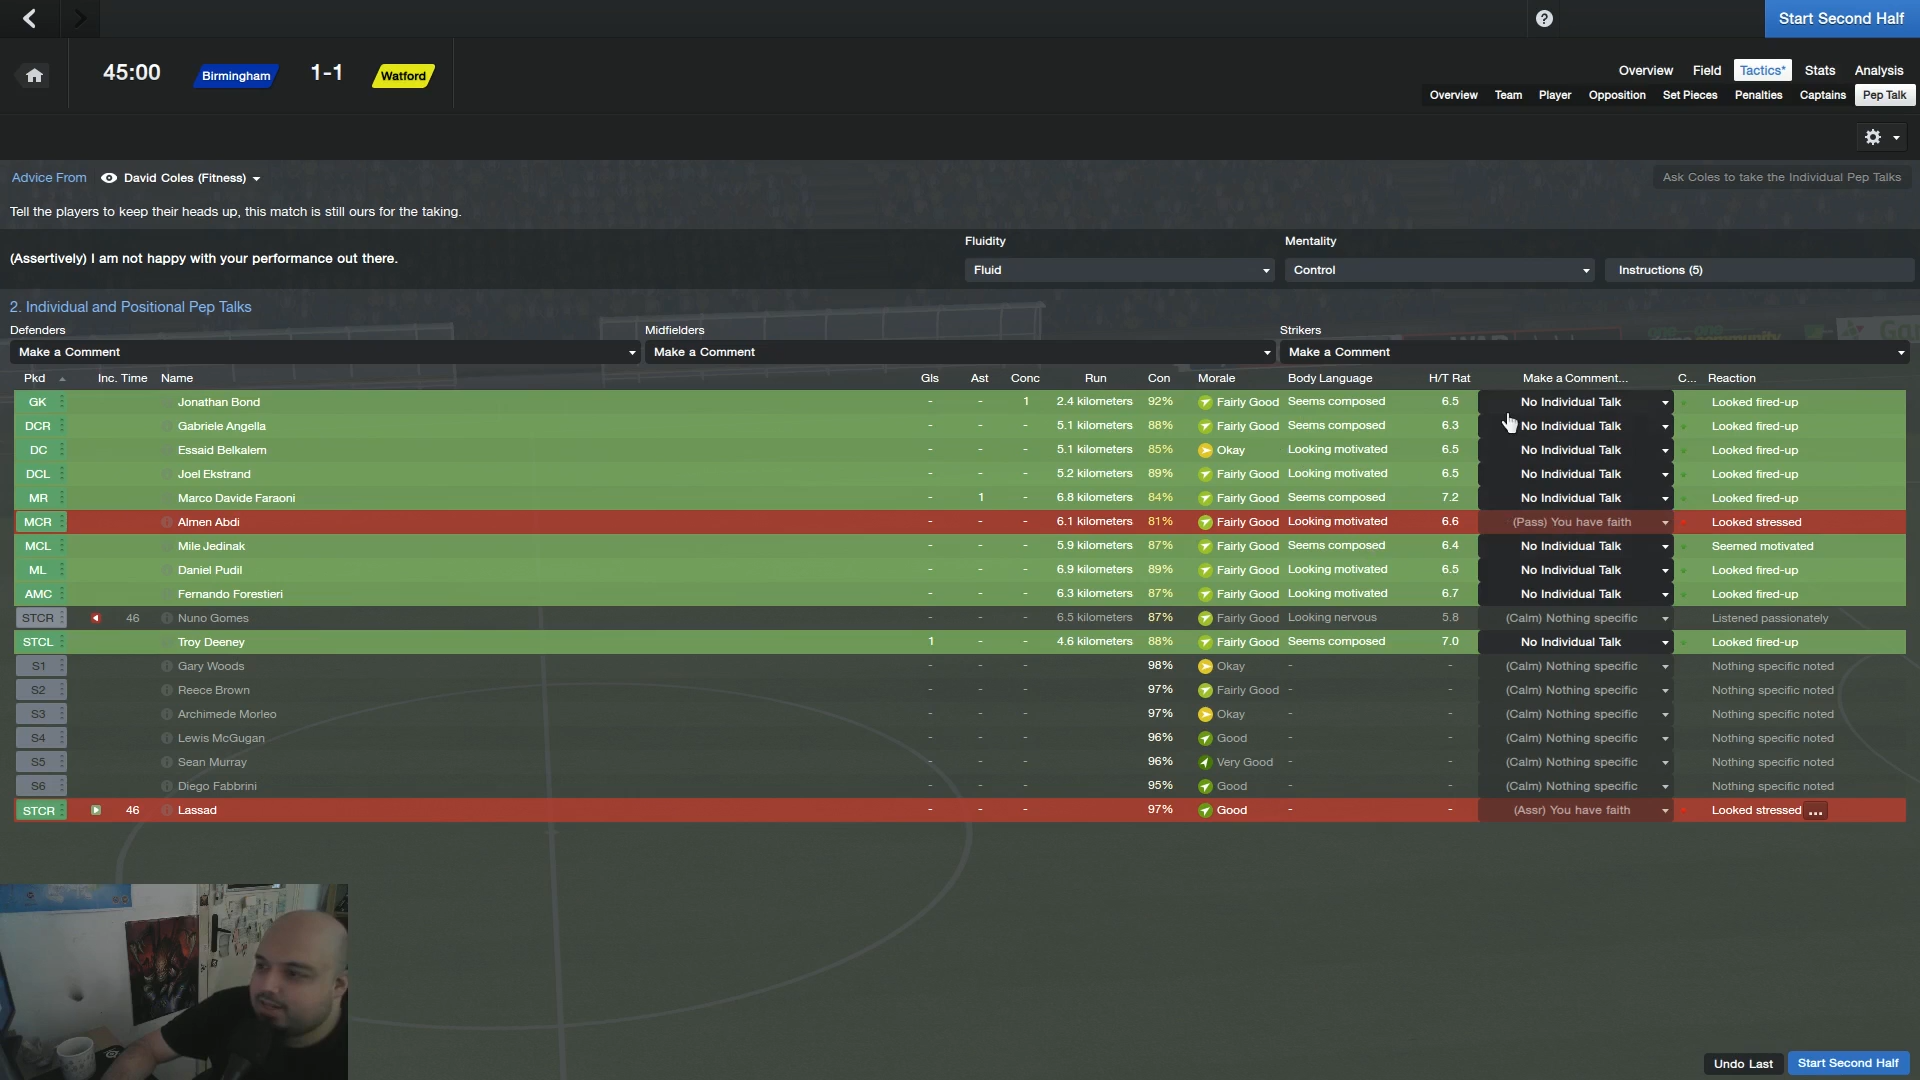 ? Start Second Half
45:00 Birmingham 1-1 Watford
Overview Field Tactics* Stats Analysis
Overview Team Player Opposition Set Pieces Penalties Captains Pep Talk
Advice From David Coles (Fitness) Ask Coles to take the Individual Pep Talks
Tell the players to keep their heads up, this match is still ours for the taking.
Fluidity Mentality
(Assertively) I am not happy with your performance out there.
Fluid Control Instructions (5)
2. Individual and Positional Pep Talks
Defenders Midfielders Strikers
Make a Comment Make a Comment Make a Comment
Pkd Inc. Time Name Gls Ast Conc Run Con Morale Body Language H/T Rat Make a Comment... C... Reaction
GK Jonathan Bond - - 1 2.4 kilometers 92% Fairly Good Seems composed 6.5 No Individual Talk Looked fired-up
DCR Gabriele Angella - - - 5.1 kilometers 88% Fairly Good Seems composed 6.3 No Individual Talk Looked fired-up
DC Essaid Belkalem - - - 5.1 kilometers 85% Okay Looking motivated 6.5 No Individual Talk Looked fired-up
DCL Joel Ekstrand - - - 5.2 kilometers 89% Fairly Good Looking motivated 6.5 No Individual Talk Looked fired-up
MR Marco Davide Faraoni - 1 - 6.8 kilometers 84% Fairly Good Seems composed 7.2 No Individual Talk Looked fired-up
MCR Almen Abdi - - - 6.1 kilometers 81% Fairly Good Looking motivated 6.6 (Pass) You have faith Looked stressed
MCL Mile Jedinak - - - 5.9 kilometers 87% Fairly Good Seems composed 6.4 No Individual Talk Seemed motivated
ML Daniel Pudil - - - 6.9 kilometers 89% Fairly Good Looking motivated 6.5 No Individual Talk Looked fired-up
AMC Fernando Forestieri - - - 6.3 kilometers 87% Fairly Good Looking motivated 6.7 No Individual Talk Looked fired-up
STCR 46 Nuno Gomes - - - 6.5 kilometers 87% Fairly Good Looking nervous 5.8 (Calm) Nothing specific Listened passionately
STCL Troy Deeney 1 - - 4.6 kilometers 88% Fairly Good Seems composed 7.0 No Individual Talk Looked fired-up
S1 Gary Woods - - - 98% Okay - - (Calm) Nothing specific Nothing specific noted
S2 Reece Brown - - - 97% Fairly Good - - (Calm) Nothing specific Nothing specific noted
S3 Archimede Morleo - - - 97% Okay - - (Calm) Nothing specific Nothing specific noted
S4 Lewis McGugan - - - 96% Good - - (Calm) Nothing specific Nothing specific noted
S5 Sean Murray - - - 96% Very Good - - (Calm) Nothing specific Nothing specific noted
S6 Diego Fabbrini - - - 95% Good - - (Calm) Nothing specific Nothing specific noted
STCR 46 Lassad - - - 97% Good - - (Assr) You have faith Looked stressed ...
Undo Last Start Second Half